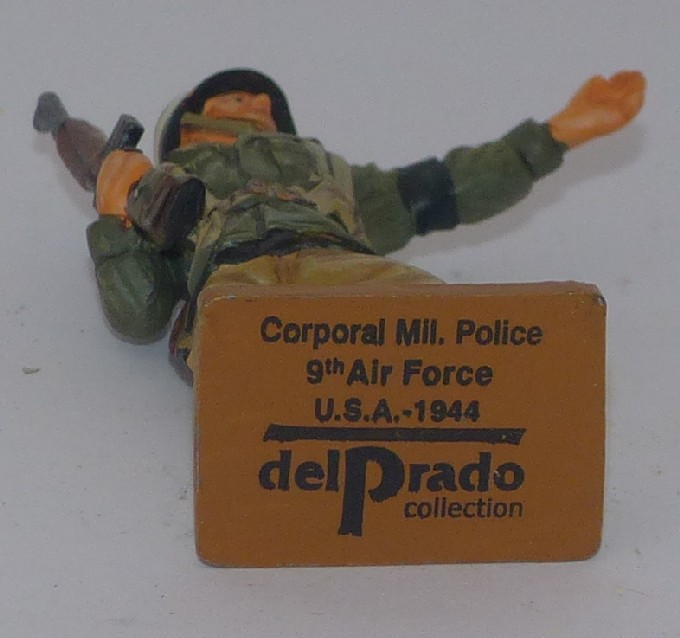 Corporal Mil. Police
9th Air Force
U.S.A.-1944
delPrado
collection